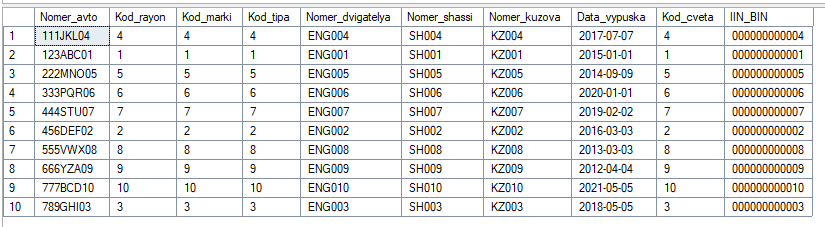 Nomer_avto Kod_rayon Kod_marki Kod_tipa Nomer_dvigatelya Nomer_shassi Nomer_kuzova Data_vypuska Kod_cveta IIN_BIN
1 111JKL04 4 4 4 ENG004 SH004 KZ004 2017-07-07 4 000000000004
2 123ABC01 1 1 1 ENG001 SH001 KZ001 2015-01-01 1 000000000001
3 222MNO05 5 5 5 ENG005 SH005 KZ005 2014-09-09 5 000000000005
4 333PQR06 6 6 6 ENG006 SH006 KZ006 2020-01-01 6 000000000006
5 444STU07 7 7 7 ENG007 SH007 KZ007 2019-02-02 7 000000000007
6 456DEF02 2 2 2 ENG002 SH002 KZ002 2016-03-03 2 000000000002
7 555VWX08 8 8 8 ENG008 SH008 KZ008 2013-03-03 8 000000000008
8 666YZA09 9 9 9 ENG009 SH009 KZ009 2012-04-04 9 000000000009
9 777BCD10 10 10 10 ENG010 SH010 KZ010 2021-05-05 10 000000000010
10 789GHI03 3 3 3 ENG003 SH003 KZ003 2018-05-05 3 000000000003